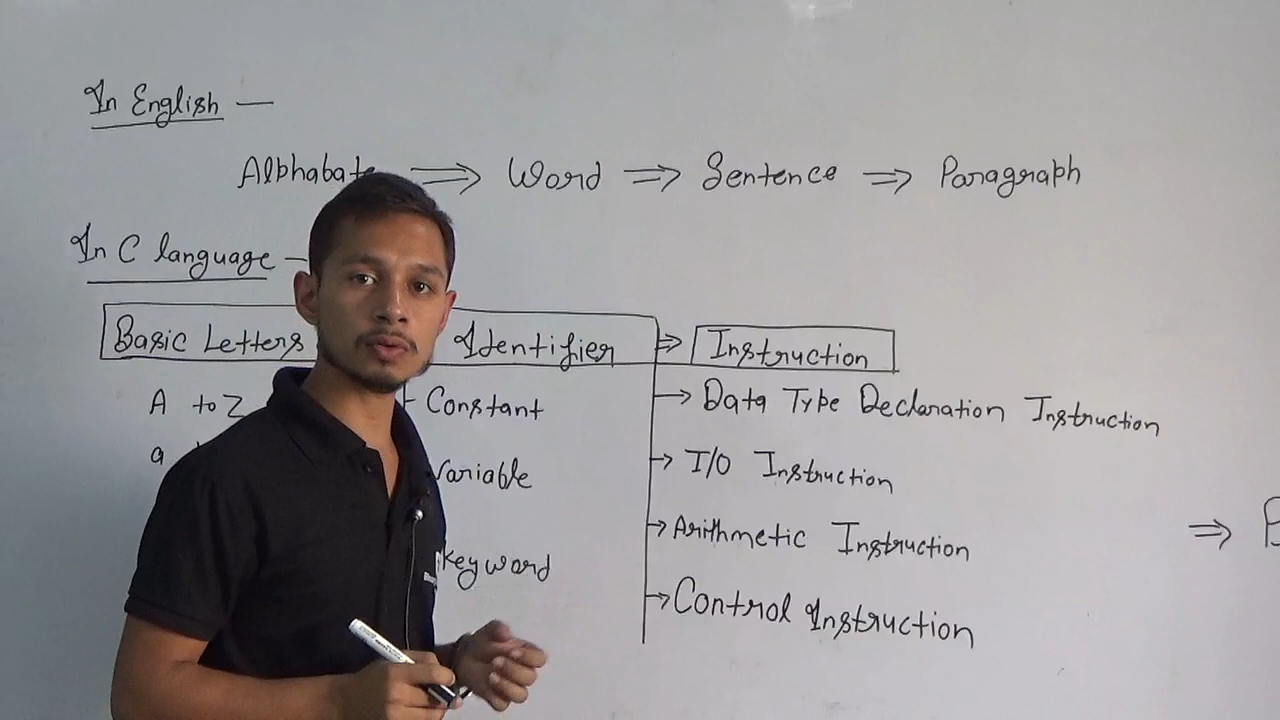 In English —
Alphabate ⇒ Word ⇒ Sentence ⇒ Paragraph
In C language —
Basic Letters Identifier ⇒ Instruction
A to Z Constant → Data Type Declaration Instruction
a Variable → I/O Instruction
⇒
keyword → Arithmetic Instruction
→ Control Instruction